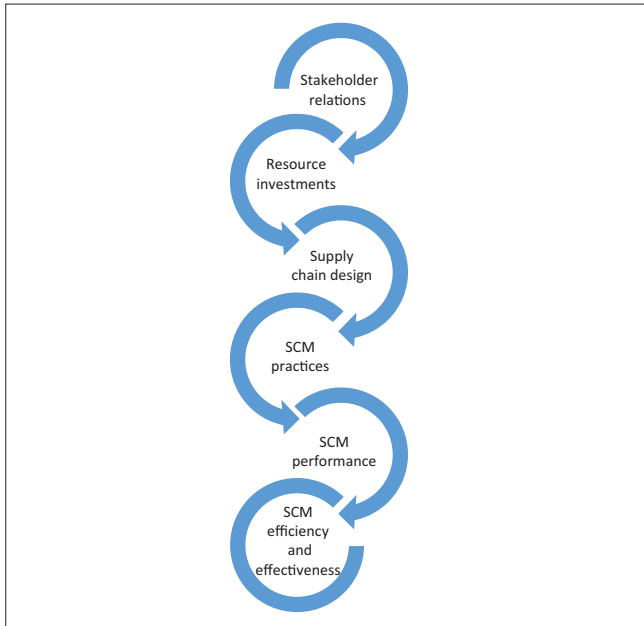 Stakeholder
relations
Resource
investments
Supply
chain design
SCM
practices
SCM
performance
SCM
efficiency
and
effectiveness